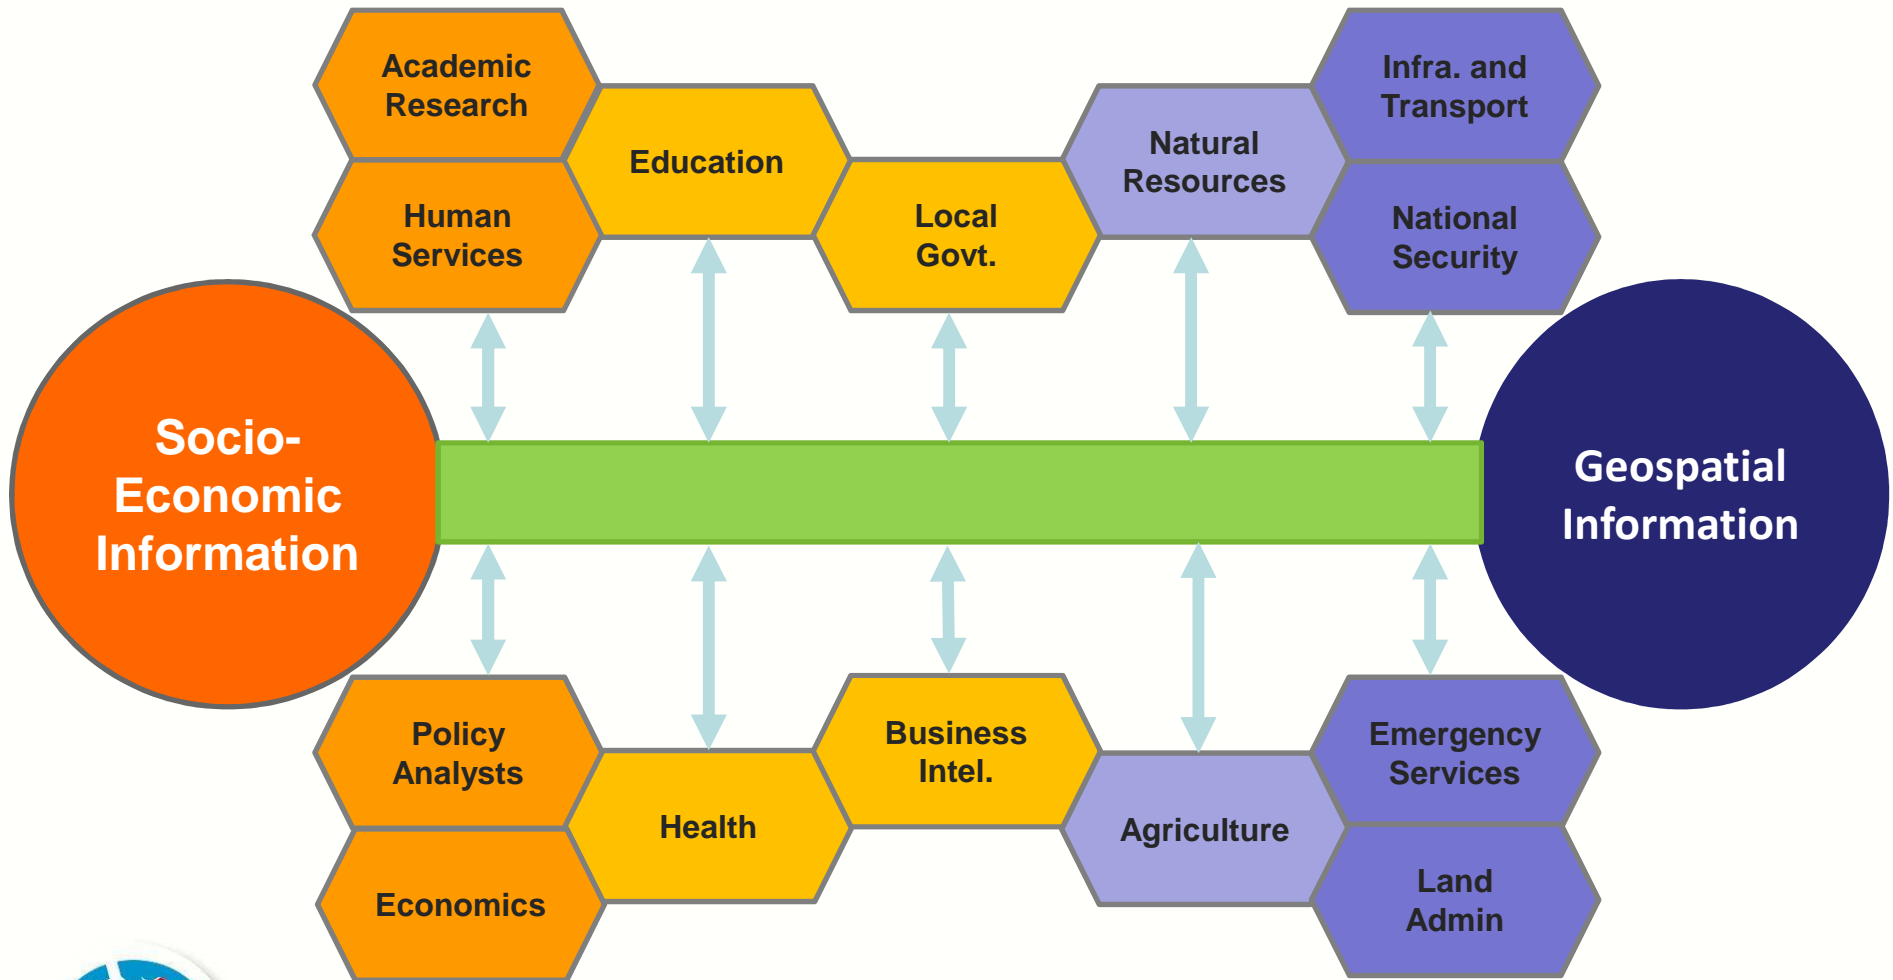 Academic
Research
Human
Services
Education
Local
Govt.
Natural
Resources
Infra. and
Transport
National
Security
Socio-
Economic
Information
Geospatial
Information
Policy
Analysts
Economics
Health
Business
Intel.
Agriculture
Emergency
Services
Land
Admin